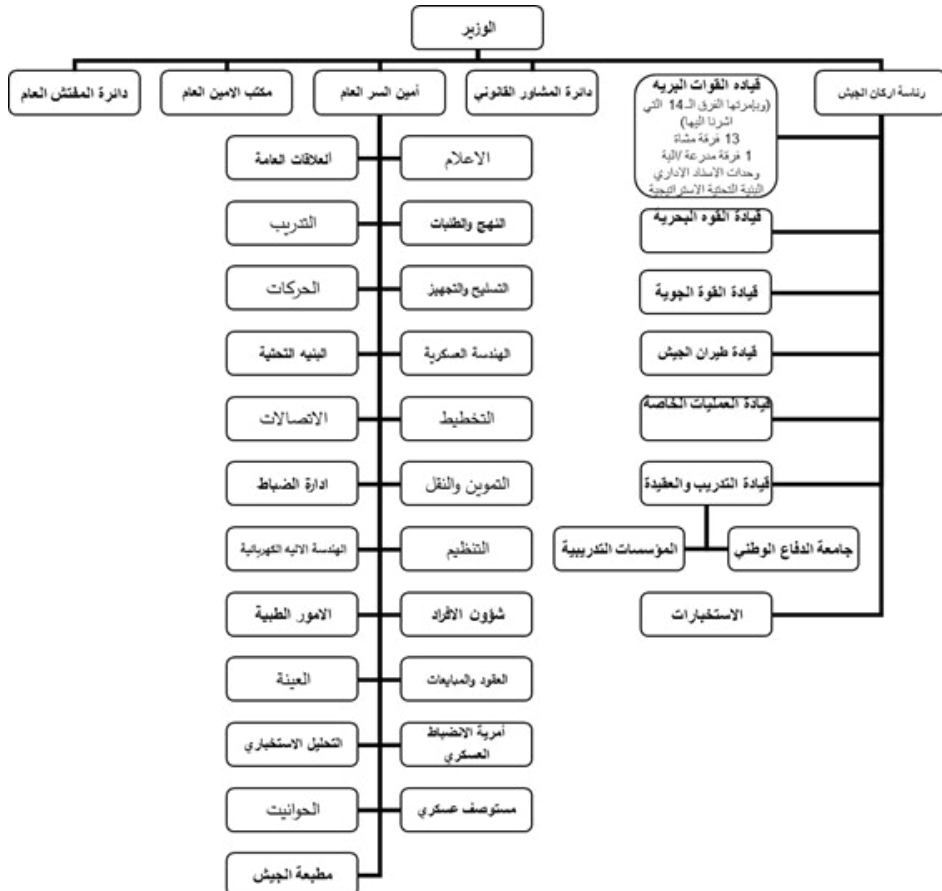 الوزير
رئاسة اركان الجيش
دائرة المشاور القانوني
أمين السر العام
مكتب الامين العام
دائرة المفتش العام
قياده القوات البريه
(وبإمرتها الفرق الـ14 التي
اشرنا اليها)
13 فرقة مشاة
1 فرقة مدرعة /الية
وحدات الاسناد الاداري
البنية التحتية الاستراتيجية
قيادة القوه البحرية
قيادة القوة الجوية
قيادة طيران الجيش
قيادة العمليات الخاصة
قيادة التدريب والعقيدة
جامعة الدفاع الوطني
المؤسسات التدريبية
الاستخبارات
الاعلام
العلاقات العامة
النهج والطلبات
التدريب
التسليح والتجهيز
الحركات
الهندسة العسكرية
البنيه التحتية
التخطيط
الاتصالات
التموين والنقل
ادارة الضباط
التنظيم
الهندسة الاليه الكهربائية
شؤون الافراد
الامور الطبية
العقود والمبايعات
العينة
أمرية الانضباط
العسكري
التحليل الاستخباري
مستوصف عسكري
الحوانيت
مطبعة الجيش